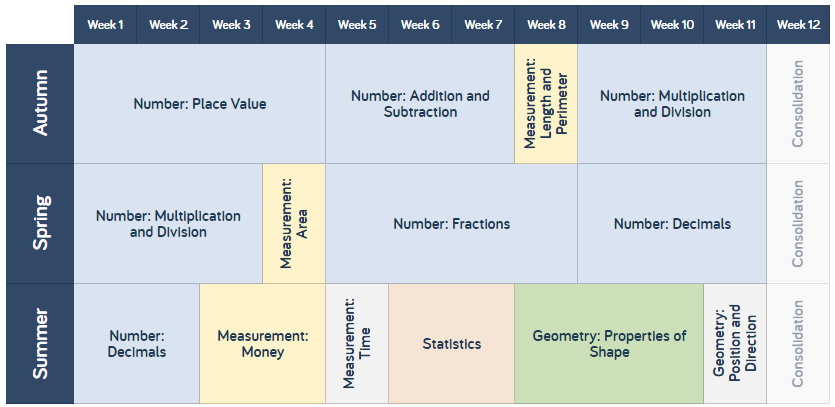 Week 1 Week 2 Week 3 Week 4 Week 5 Week 6 Week 7 Week 8 Week 9 Week 10 Week 11 Week 12
Autumn
Number: Place Value
Number: Addition and
Subtraction
Measurement:
Length and
Perimeter
Number: Multiplication
and Division
Consolidation
Spring
Number: Multiplication
and Division
Measurement:
Area
Number: Fractions
Number: Decimals
Consolidation
Summer
Number:
Decimals
Measurement:
Money
Measurement:
Time
Statistics
Geometry: Properties of
Shape
Geometry:
Position and
Direction
Consolidation